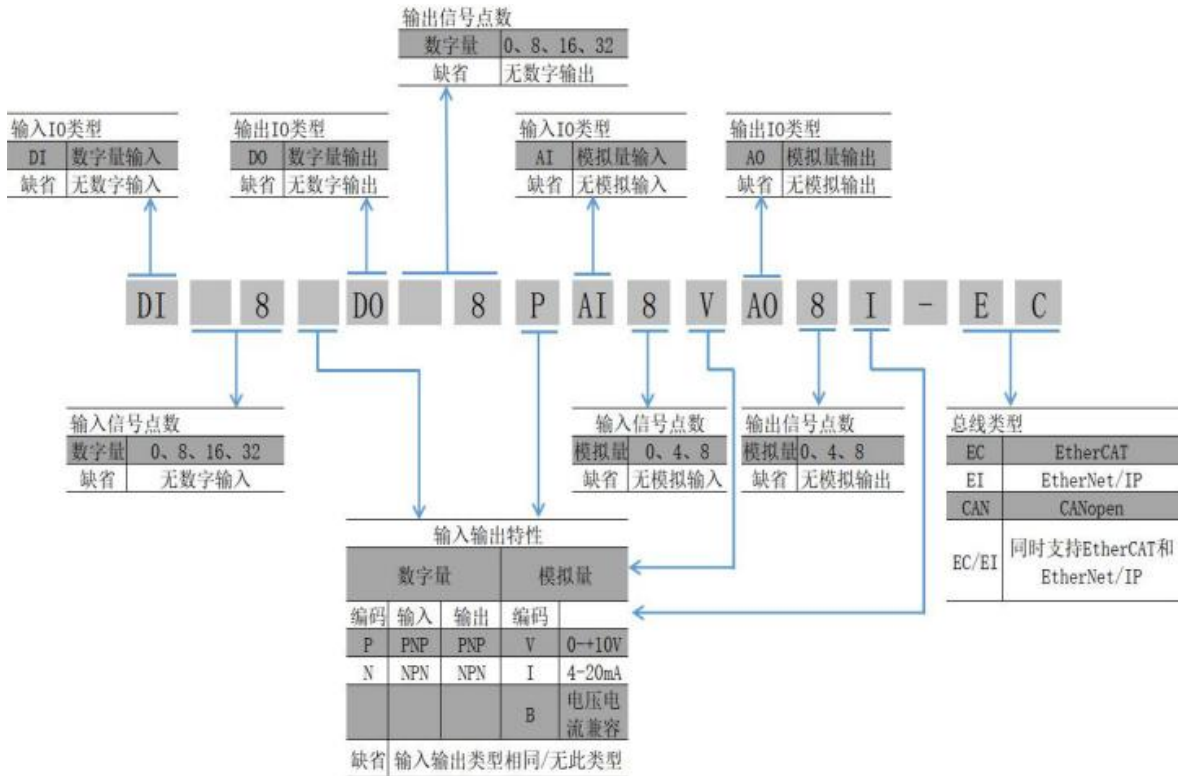 输出信号点数
数字量 0、8、16、32
缺省 无数字输出
输入IO类型
DI 数字量输入
缺省 无数字输入
输出IO类型
DO 数字量输出
缺省 无数字输出
输入IO类型
AI 模拟量输入
缺省 无模拟输入
输出IO类型
AO 模拟量输出
缺省 无模拟输出
DI 8 DO 8 P AI 8 V AO 8 I - E C
输入信号点数
数字量 0、8、16、32
缺省 无数字输入
输入信号点数
模拟量 0、4、8
缺省 无模拟输入
输出信号点数
模拟量 0、4、8
缺省 无模拟输出
总线类型
EC EtherCAT
EI EtherNet/IP
CAN CANopen
EC/EI 同时支持EtherCAT和
EtherNet/IP
输入输出特性
数字量 模拟量
编码 输入 输出 编码
P PNP PNP V 0-+10V
N NPN NPN I 4-20mA
B 电压电
流兼容
缺省 输入输出类型相同/无此类型